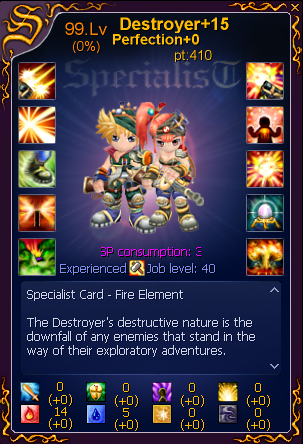 99.Lv Destroyer+15
(0%) Perfection+0
pt:410
SpecialisT
SP consumption: 3
Experienced Job level: 40
Specialist Card - Fire Element
The Destroyer's destructive nature is the
downfall of any enemies that stand in the
way of their exploratory adventures.
0 0 0 0
(+0) (+0) (+0) (+0)
14 5 0 0
(+0) (+0) (+0) (+0)